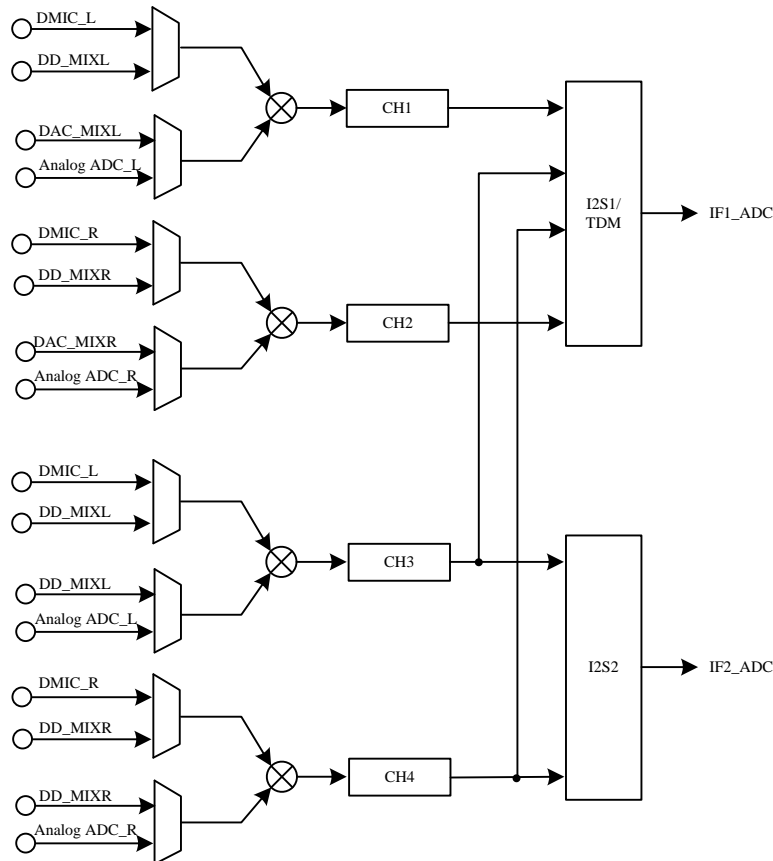 DMIC_L
DD_MIXL
DAC_MIXL
Analog ADC_L
CH1
DMIC_R
DD_MIXR
DAC_MIXR
Analog ADC_R
CH2
I2S1/
TDM
IF1_ADC
DMIC_L
DD_MIXL
DD_MIXL
Analog ADC_L
CH3
DMIC_R
DD_MIXR
DD_MIXR
Analog ADC_R
CH4
I2S2
IF2_ADC